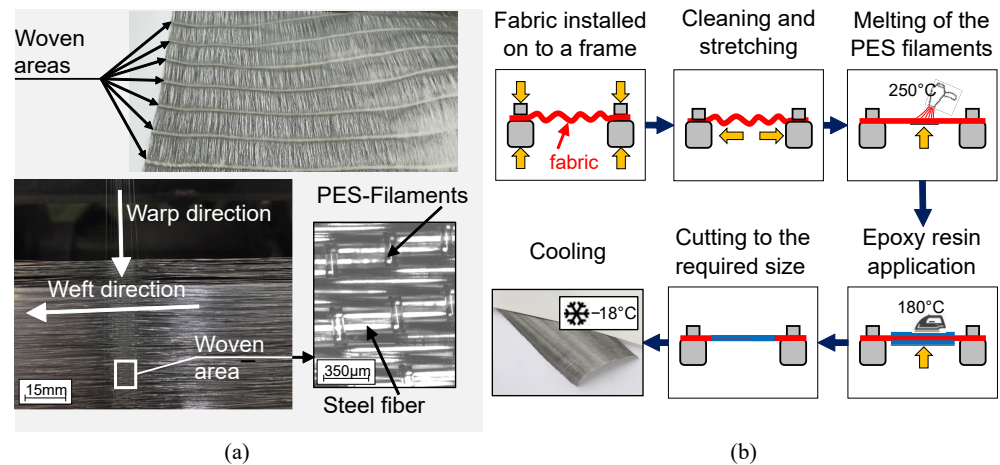 Woven
areas
Warp direction
Weft direction
Woven
area
15mm
PES-Filaments
350µm
Steel fiber
(a)
Fabric installed
on to a frame
fabric
Cleaning and
stretching
Melting of the
PES filaments
250°C
Cooling
−18°C
Cutting to the
required size
Epoxy resin
application
180°C
(b)